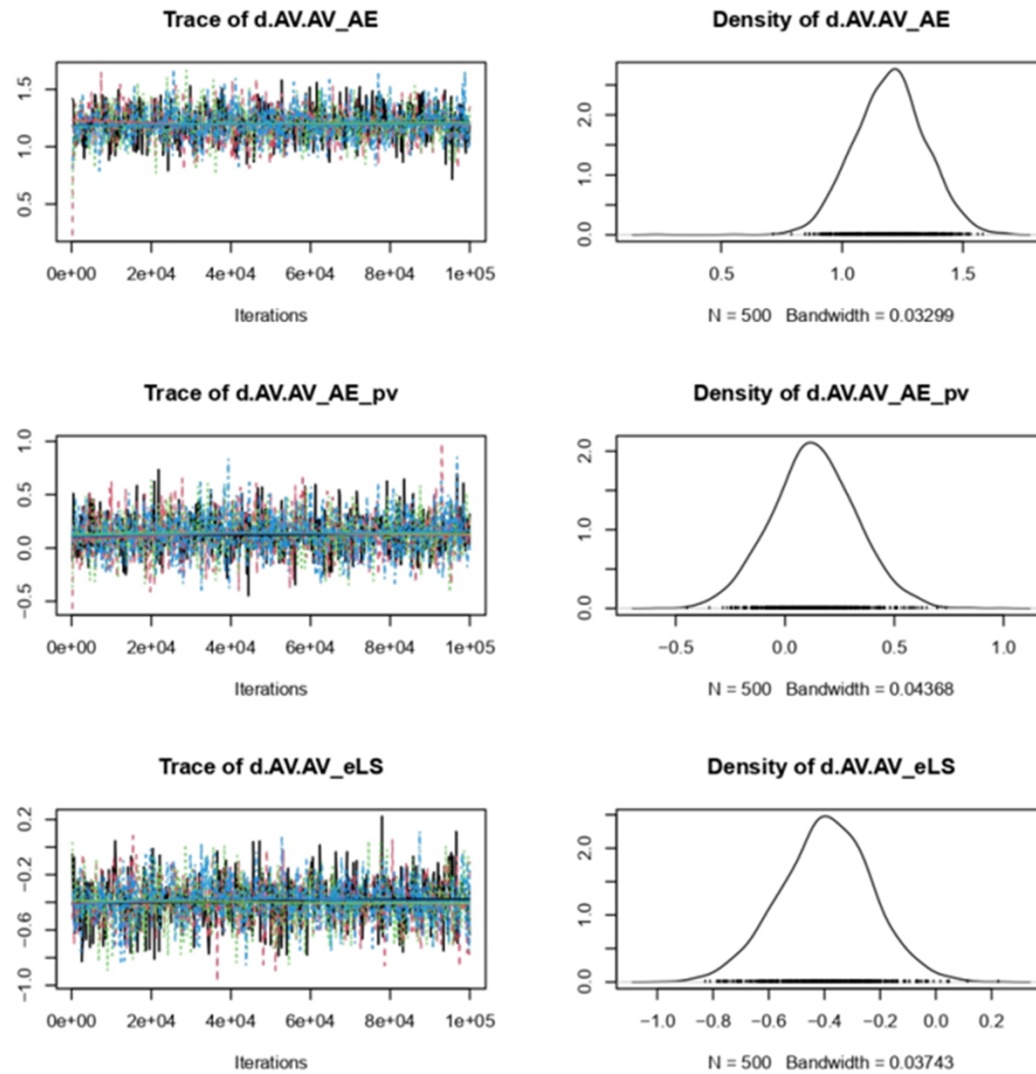 Trace of d.AV.AV_AE
1.5
1.0
0.5
0e+00 2e+04 4e+04 6e+04 8e+04 1e+05
Iterations
Density of d.AV.AV_AE
2.0
1.0
0.0
0.5 1.0 1.5
N = 500 Bandwidth = 0.03299
Trace of d.AV.AV_AE_pv
1.0
0.5
0.0
−0.5
0e+00 2e+04 4e+04 6e+04 8e+04 1e+05
Iterations
Density of d.AV.AV_AE_pv
2.0
1.0
0.0
−0.5 0.0 0.5 1.0
N = 500 Bandwidth = 0.04368
Trace of d.AV.AV_eLS
0.2
−0.2
−0.6
−1.0
0e+00 2e+04 4e+04 6e+04 8e+04 1e+05
Iterations
Density of d.AV.AV_eLS
2.0
1.0
0.0
−1.0 −0.8 −0.6 −0.4 −0.2 0.0 0.2
N = 500 Bandwidth = 0.03743